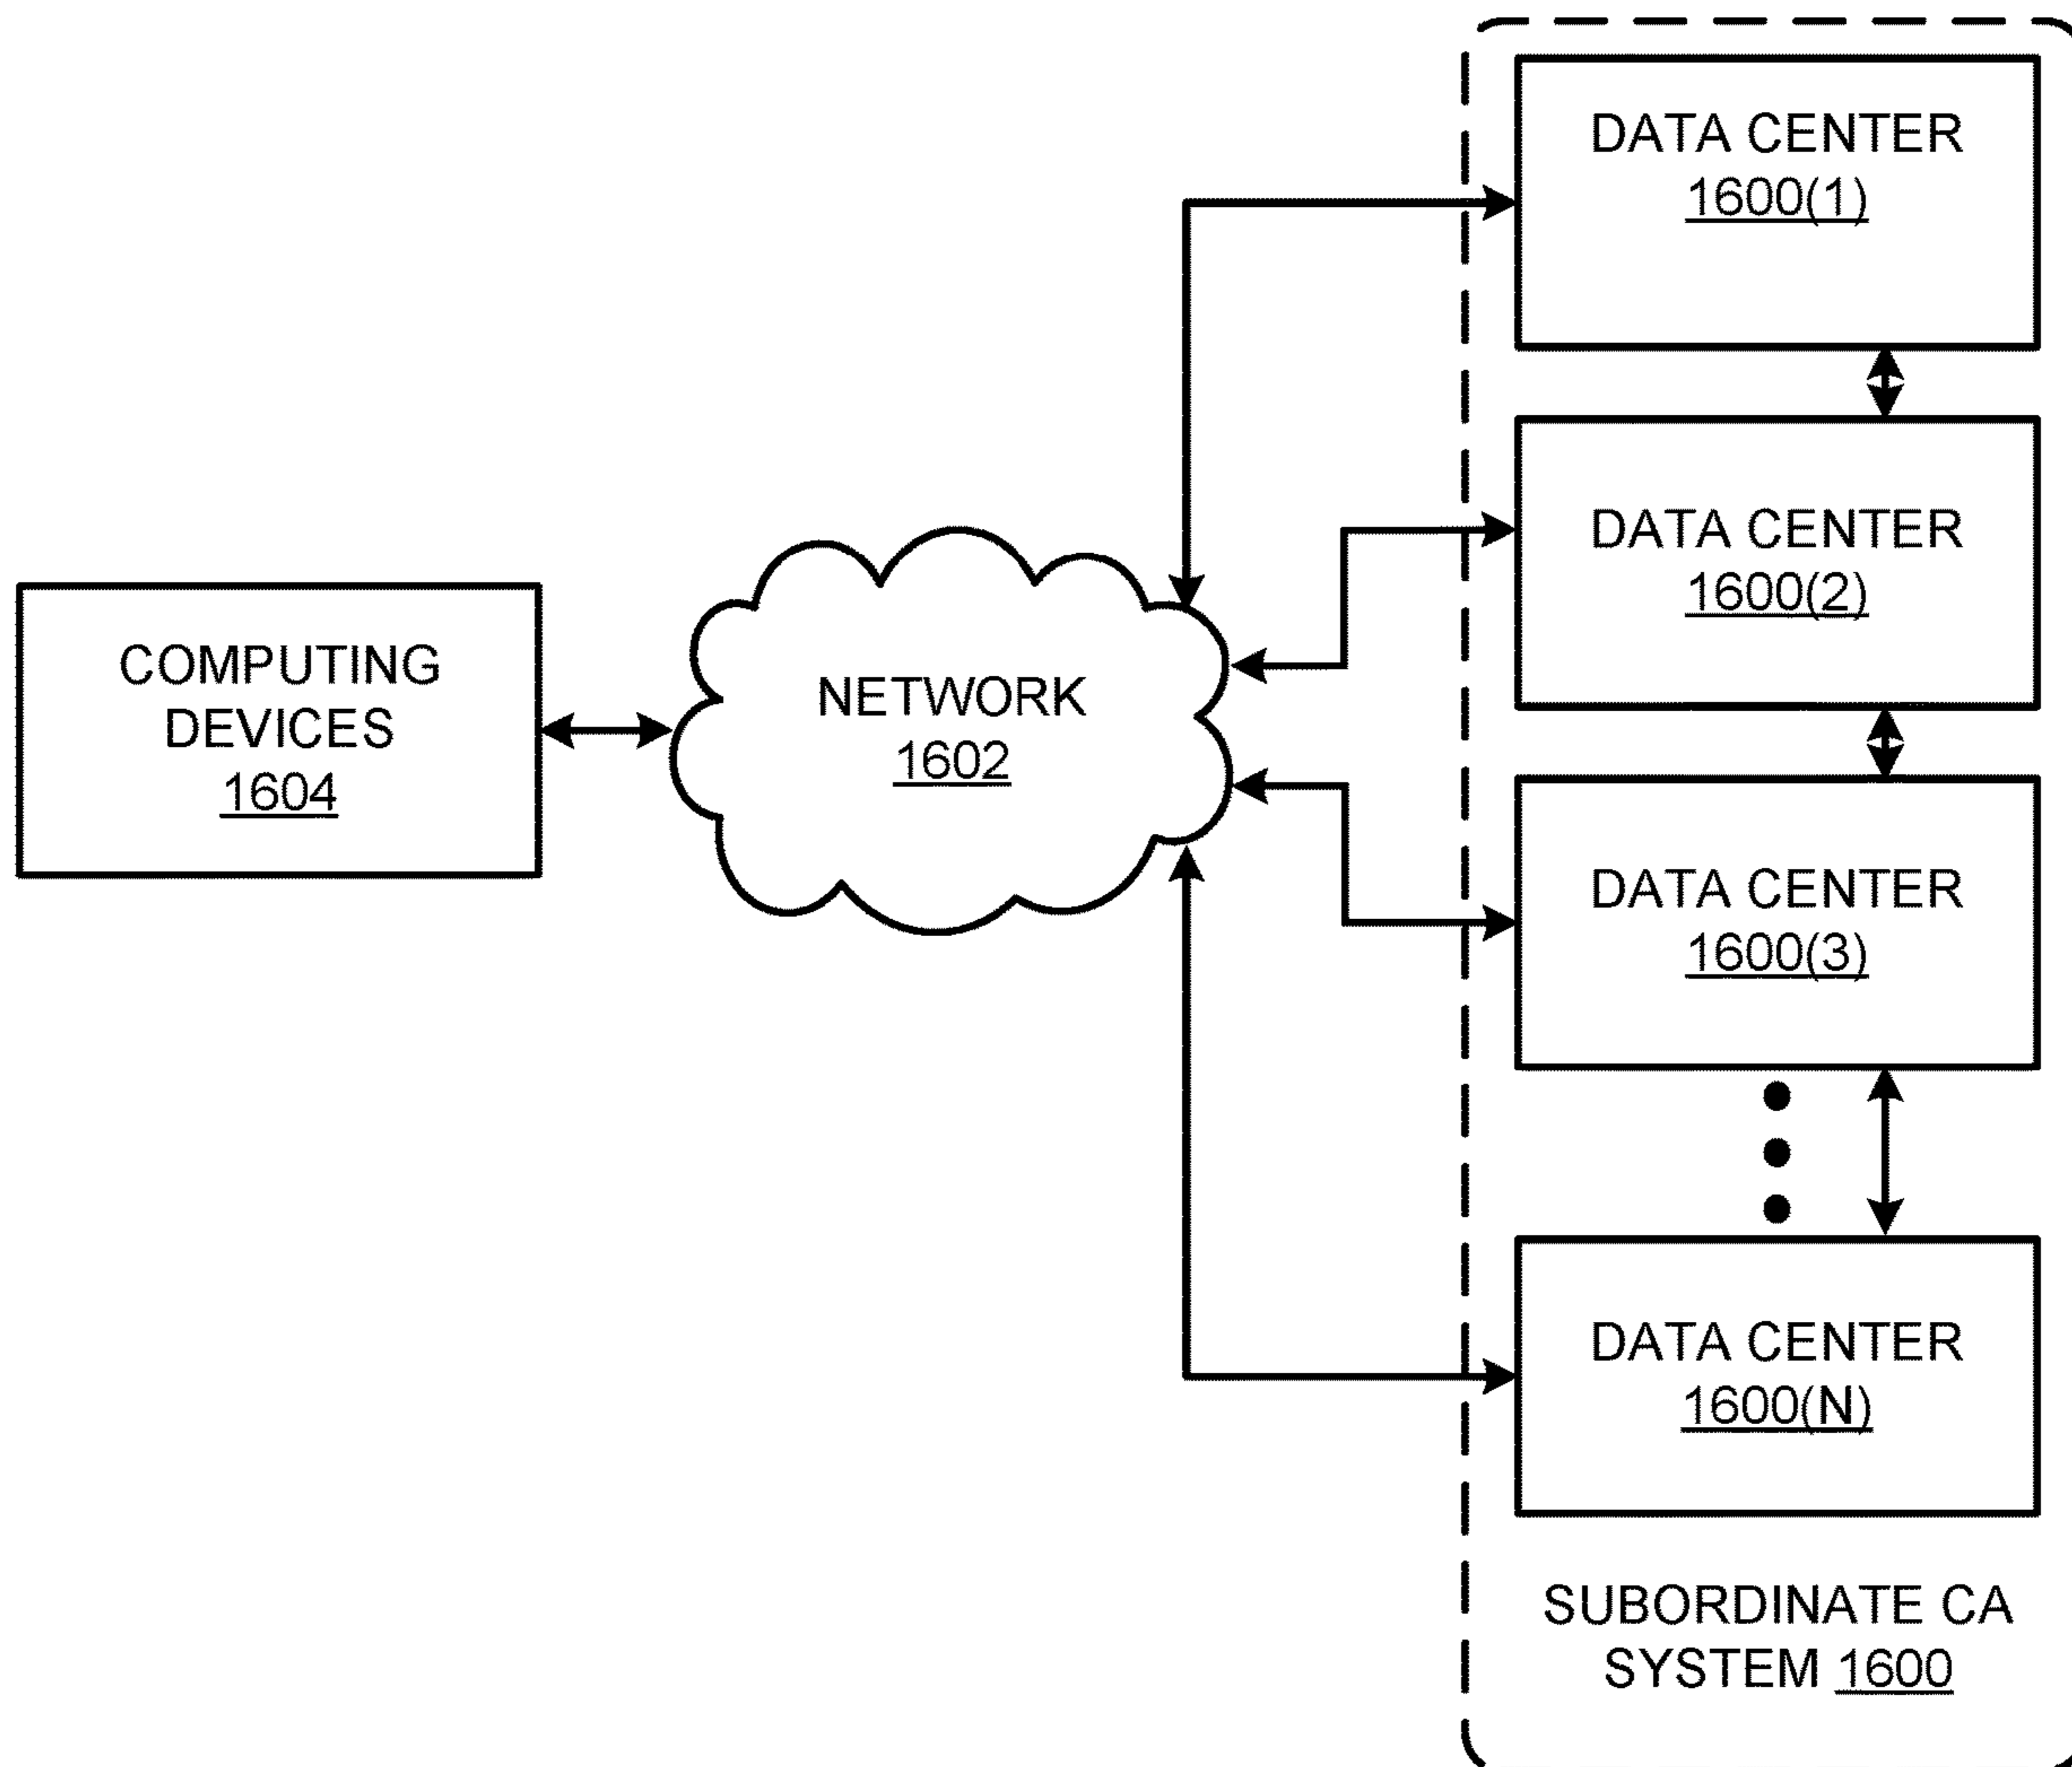 DATA CENTER
1600(1)
DATA CENTER
1600(2)
COMPUTING
DEVICES
1604
NETWORK
1602
DATA CENTER
1600(3)
DATA CENTER
1600(N)
SUBORDINATE CA
SYSTEM 1600